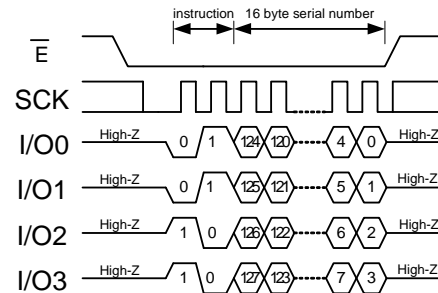 instruction 16 byte serial number
E
SCK
I/O0 High-Z 0 1 124 120 4 0 High-Z
I/O1 High-Z 0 1 125 121 5 1 High-Z
I/O2 High-Z 1 0 126 122 6 2 High-Z
I/O3 High-Z 1 0 127 123 7 3 High-Z